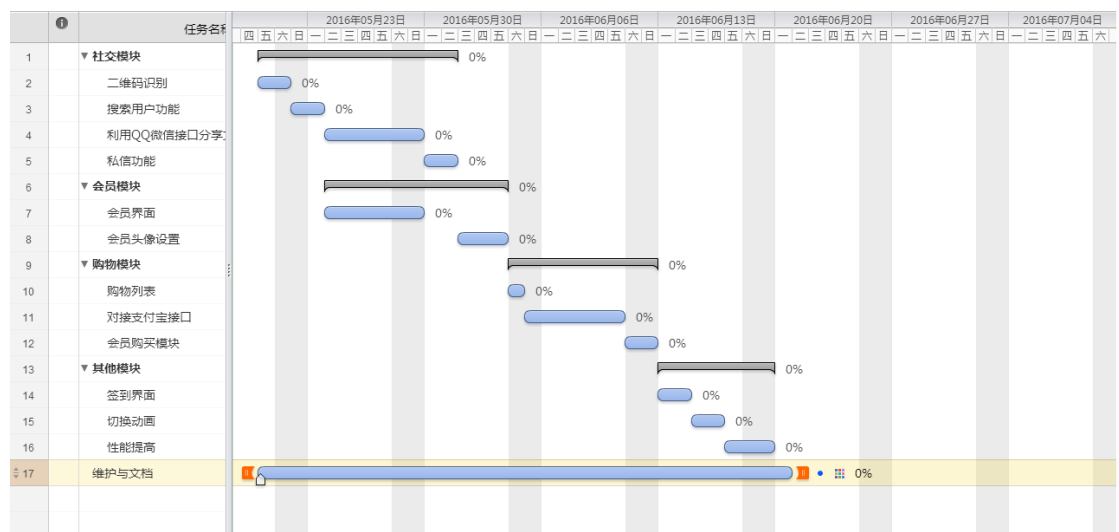 任务名称 2016年05月23日 2016年05月30日 2016年06月06日 2016年06月13日 2016年06月20日 2016年06月27日 2016年07月04日
四 五 六 日 一 二 三 四 五 六 日 一 二 三 四 五 六 日 一 二 三 四 五 六 日 一 二 三 四 五 六 日 一 二 三 四 五 六 日 一 二 三 四 五 六 日 一 二 三 四 五 六
1 社交模块 0%
2 二维码识别 0%
3 搜索用户功能 0%
4 利用QQ微信接口分享 0%
5 私信功能 0%
6 会员模块 0%
7 会员界面 0%
8 会员头像设置 0%
9 购物模块 0%
10 购物列表 0%
11 对接支付宝接口 0%
12 会员购买模块 0%
13 其他模块 0%
14 签到界面 0%
15 切换动画 0%
16 性能提高 0%
17 维护与文档 0%